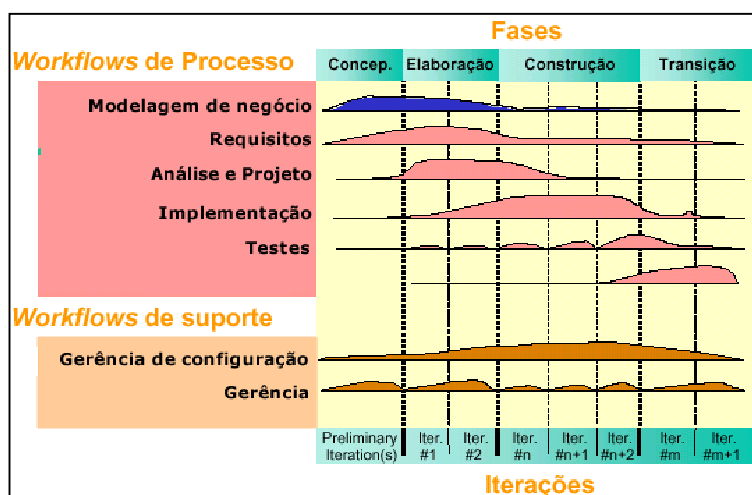 Fases
Workflows de Processo
Concep. Elaboração Construção Transição
Modelagem de negócio
Requisitos
Análise e Projeto
Implementação
Testes
Workflows de suporte
Gerência de configuração
Gerência
Preliminary Iteration(s)
Iter. #1
Iter. #2
Iter. #n
Iter. #n+1
Iter. #n+2
Iter. #m
Iter. #m+1
Iterações